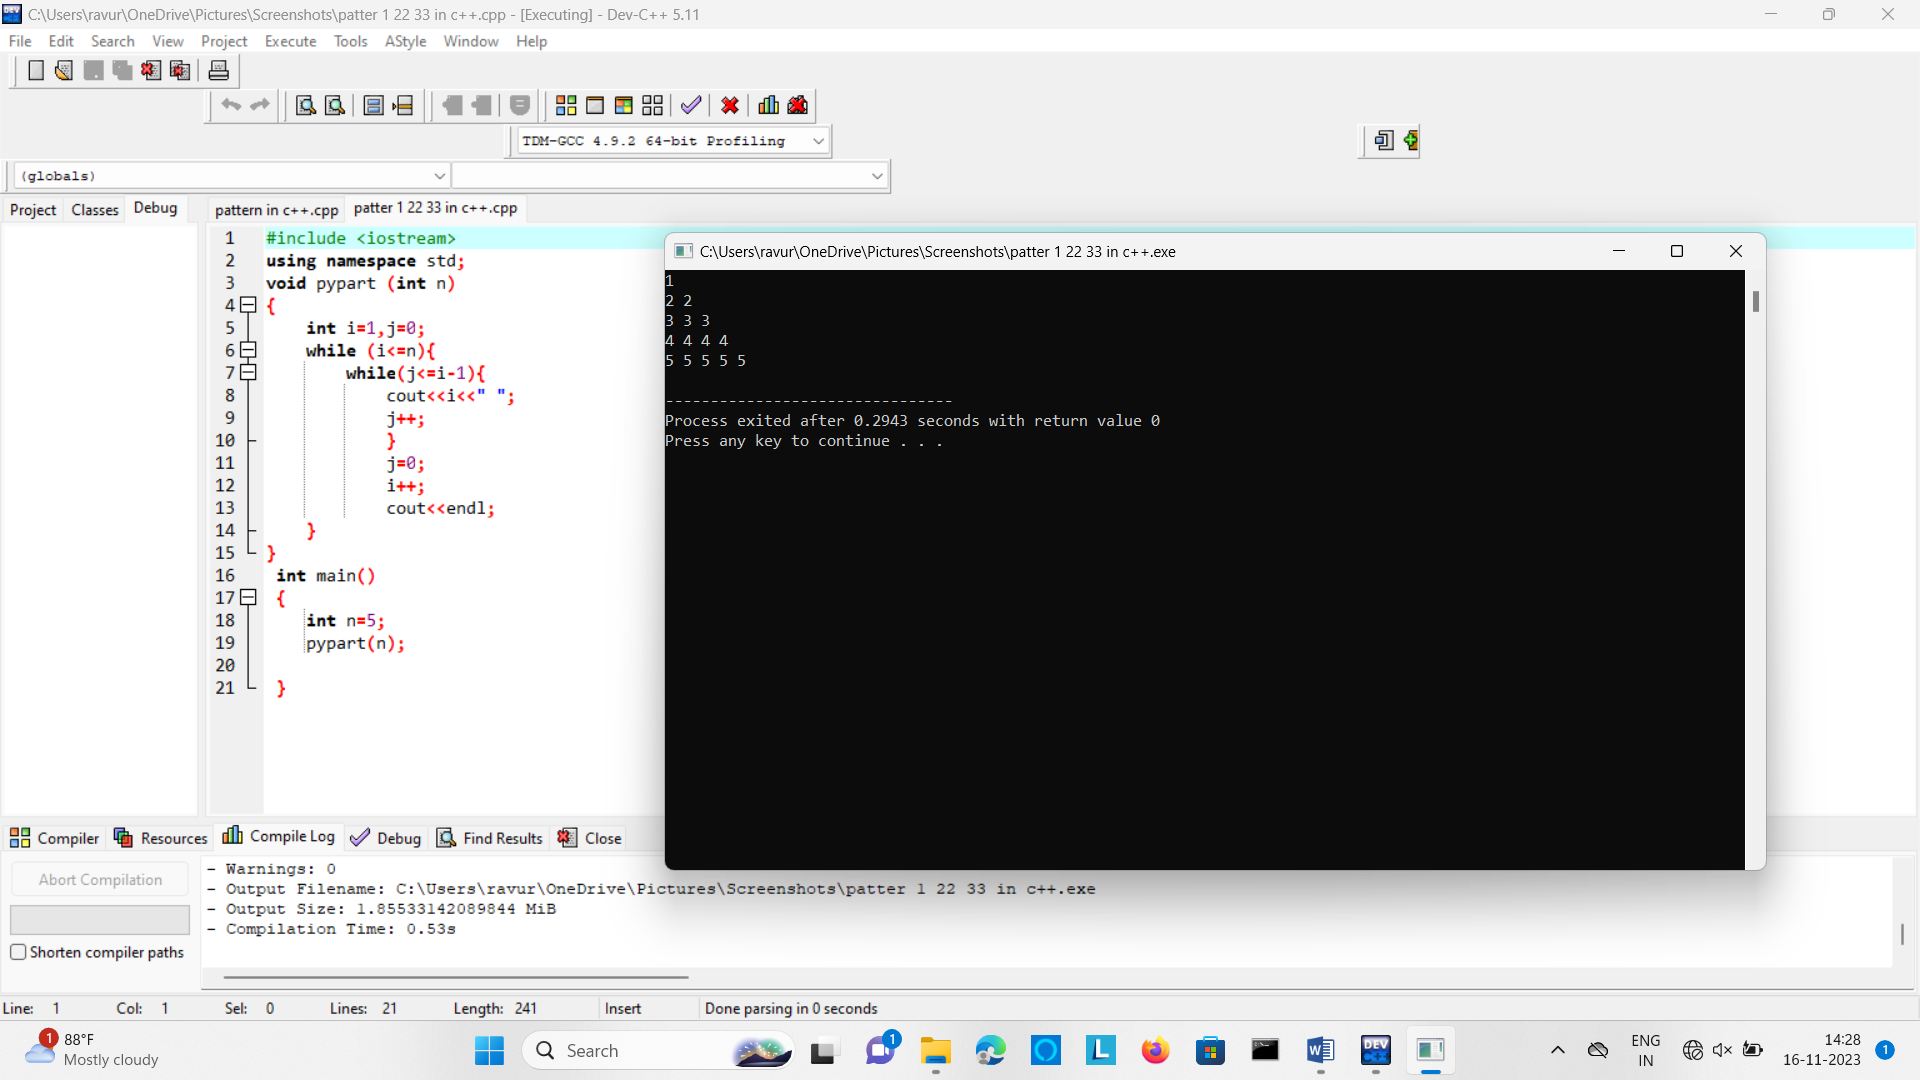 C:\Users\ravur\OneDrive\Pictures\Screenshots\patter 1 22 33 in c++.cpp - [Executing] - Dev-C++ 5.11
File Edit Search View Project Execute Tools AStyle Window Help
TDM-GCC 4.9.2 64-bit Profiling
(globals)
Project Classes Debug
pattern in c++.cpp patter 1 22 33 in c++.cpp
1 #include <iostream>
2 using namespace std;
3 void pypart (int n)
4 {
5 int i=1,j=0;
6 while (i<=n){
7 while(j<=i-1){
8 cout<<i<<" ";
9 j++;
10 }
11 j=0;
12 i++;
13 cout<<endl;
14 }
15 }
16 int main()
17 {
18 int n=5;
19 pypart(n);
20
21 }
C:\Users\ravur\OneDrive\Pictures\Screenshots\patter 1 22 33 in c++.exe
1
2 2
3 3 3
4 4 4 4
5 5 5 5 5
--------------------------------
Process exited after 0.2943 seconds with return value 0
Press any key to continue . . .
Compiler Resources Compile Log Debug Find Results Close
Abort Compilation
Shorten compiler paths
- Warnings: 0
- Output Filename: C:\Users\ravur\OneDrive\Pictures\Screenshots\patter 1 22 33 in c++.exe
- Output Size: 1.85533142089844 MiB
- Compilation Time: 0.53s
Line: 1 Col: 1 Sel: 0 Lines: 21 Length: 241 Insert Done parsing in 0 seconds
1
88°F
Mostly cloudy
Search
1
L
DEV
C++
ENG
IN
14:28
16-11-2023
1